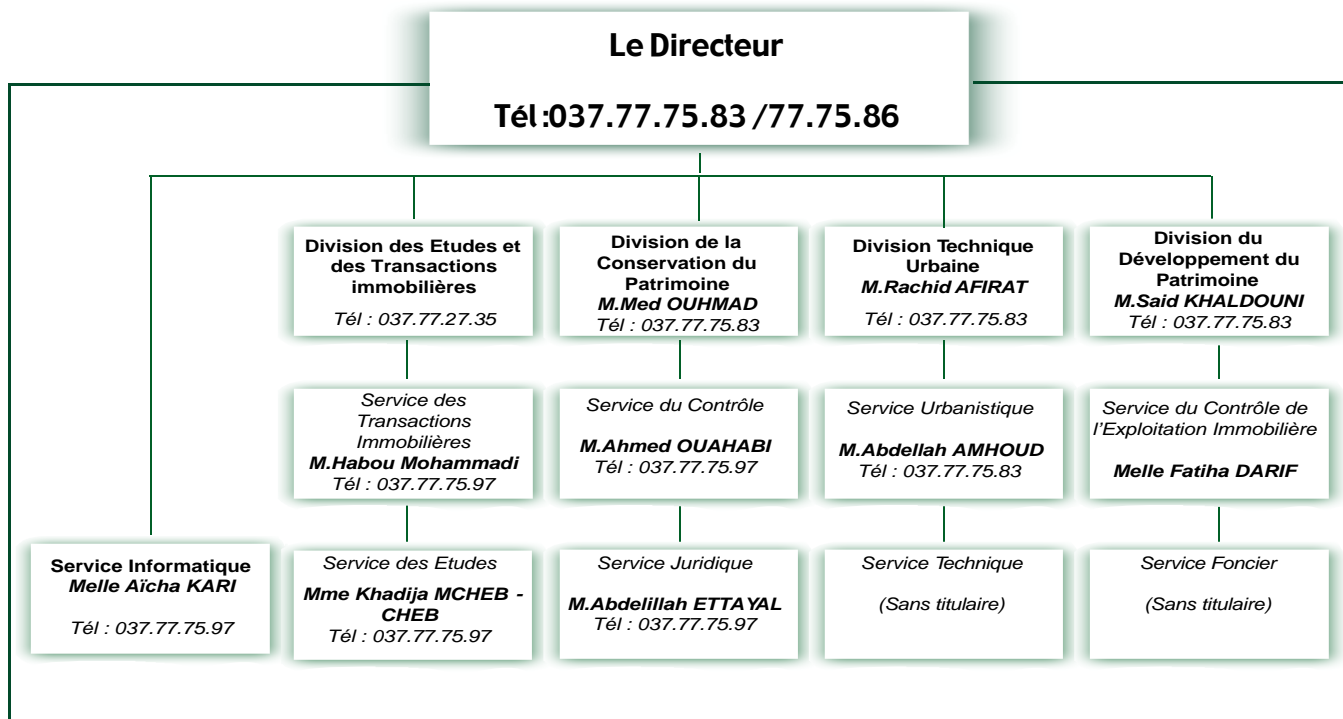 Le Directeur
Tél :037.77.75.83 /77.75.86
Division des Etudes et
des Transactions
immobilières
Tél : 037.77.27.35
Division de la
Conservation du
Patrimoine
M.Med OUHMAD
Tél : 037.77.75.83
Division Technique
Urbaine
M.Rachid AFIRAT
Tél : 037.77.75.83
Division du
Développement du
Patrimoine
M.Said KHALDOUNI
Tél : 037.77.75.83
Service des
Transactions
Immobilières
M.Habou Mohammadi
Tél : 037.77.75.97
Service du Contrôle
M.Ahmed OUAHABI
Tél : 037.77.75.97
Service Urbanistique
M.Abdellah AMHOUD
Tél : 037.77.75.83
Service du Contrôle de
l'Exploitation Immobilière
Melle Fatiha DARIF
Service Informatique
Melle Aïcha KARI
Tél : 037.77.75.97
Service des Etudes
Mme Khadija MCHEB -
CHEB
Tél : 037.77.75.97
Service Juridique
M.Abdelillah ETTAYAL
Tél : 037.77.75.97
Service Technique
(Sans titulaire)
Service Foncier
(Sans titulaire)